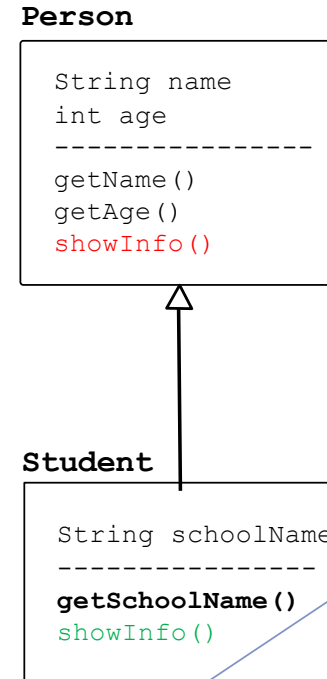 Person
String name
int age
----------------
getName()
getAge()
showInfo()
Student
String schoolName
----------------
getSchoolName()
showInfo()